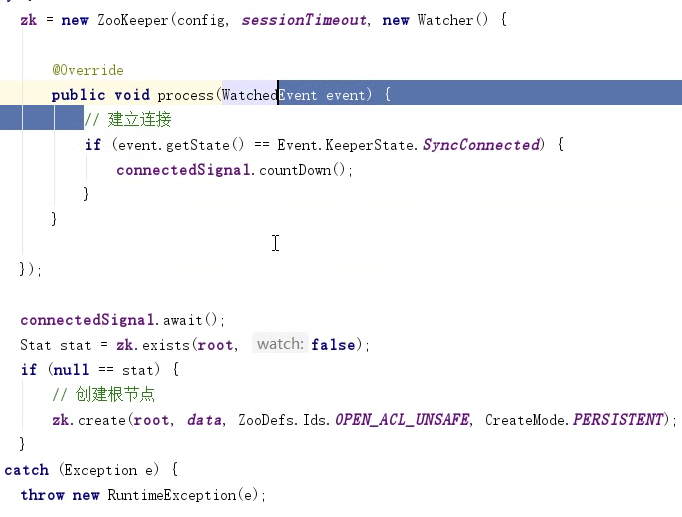 zk = new ZooKeeper(config, sessionTimeout, new Watcher() {
@Override
public void process(WatchedEvent event) {
// 建立连接
if (event.getState() == Event.KeeperState.SyncConnected) {
connectedSignal.countDown();
}
}
});
connectedSignal.await();
Stat stat = zk.exists(root, watch: false);
if (null == stat) {
// 创建根节点
zk.create(root, data, ZooDefs.Ids.OPEN_ACL_UNSAFE, CreateMode.PERSISTENT);
}
catch (Exception e) {
throw new RuntimeException(e);